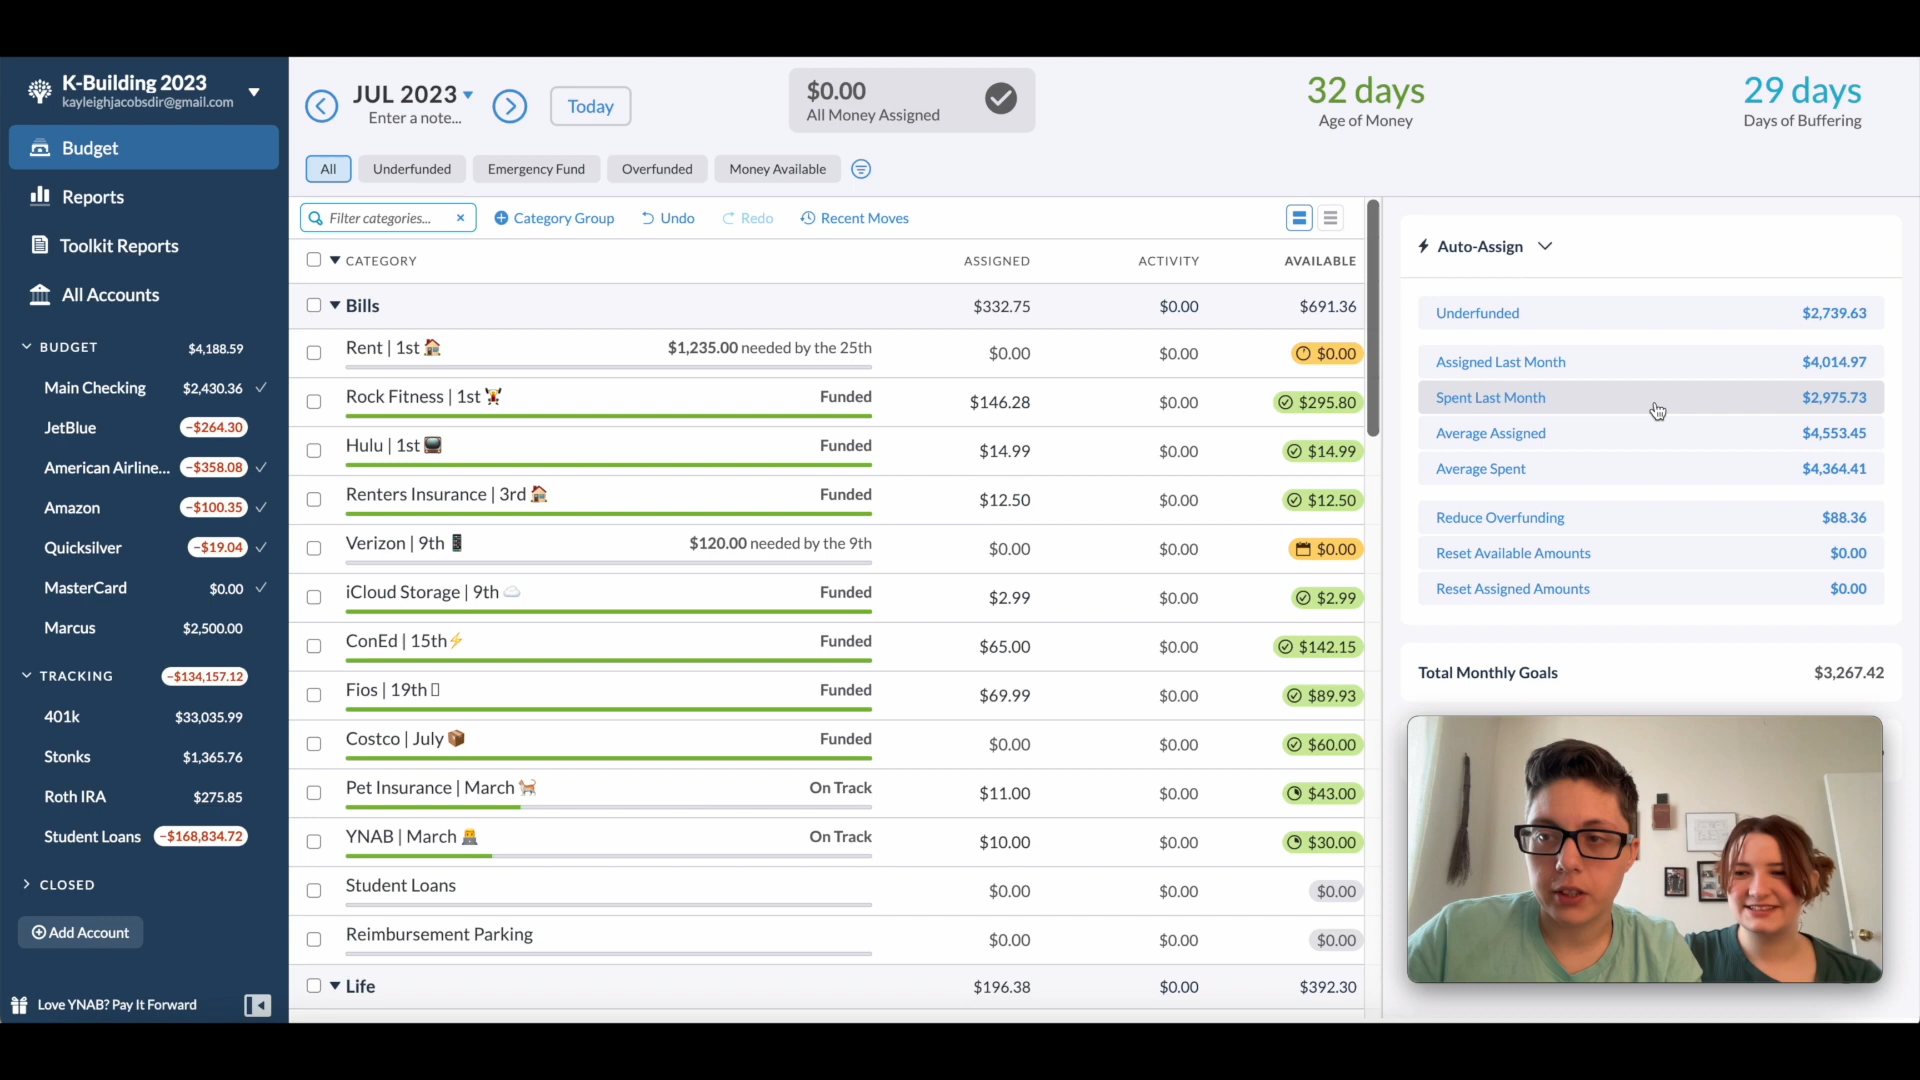 K-Building 2023
kayleighjacobsdir@gmail.com
Budget
Reports
Toolkit Reports
All Accounts
BUDGET $4,188.59
Main Checking $2,430.36
JetBlue -$264.30
American Airline... -$358.08
Amazon -$100.35
Quicksilver -$19.04
MasterCard $0.00
Marcus $2,500.00
TRACKING -$134,157.12
401k $33,035.99
Stonks $1,365.76
Roth IRA $275.85
Student Loans -$168,834.72
CLOSED
Add Account
Love YNAB? Pay It Forward
JUL 2023
Enter a note...
Today
$0.00
All Money Assigned
32 days
Age of Money
29 days
Days of Buffering
All Underfunded Emergency Fund Overfunded Money Available
Filter categories... Category Group Undo Redo Recent Moves
CATEGORY ASSIGNED ACTIVITY AVAILABLE
Bills $332.75 $0.00 $691.36
Rent | 1st $1,235.00 needed by the 25th $0.00 $0.00 $0.00
Rock Fitness | 1st Funded $146.28 $0.00 $295.80
Hulu | 1st Funded $14.99 $0.00 $14.99
Renters Insurance | 3rd Funded $12.50 $0.00 $12.50
Verizon | 9th $120.00 needed by the 9th $0.00 $0.00 $0.00
iCloud Storage | 9th Funded $2.99 $0.00 $2.99
ConEd | 15th Funded $65.00 $0.00 $142.15
Fios | 19th Funded $69.99 $0.00 $89.93
Costco | July Funded $0.00 $0.00 $60.00
Pet Insurance | March On Track $11.00 $0.00 $43.00
YNAB | March On Track $10.00 $0.00 $30.00
Student Loans $0.00 $0.00 $0.00
Reimbursement Parking $0.00 $0.00 $0.00
Life $196.38 $0.00 $392.30
Auto-Assign
Underfunded $2,739.63
Assigned Last Month $4,014.97
Spent Last Month $2,975.73
Average Assigned $4,553.45
Average Spent $4,364.41
Reduce Overfunding $88.36
Reset Available Amounts $0.00
Reset Assigned Amounts $0.00
Total Monthly Goals $3,267.42